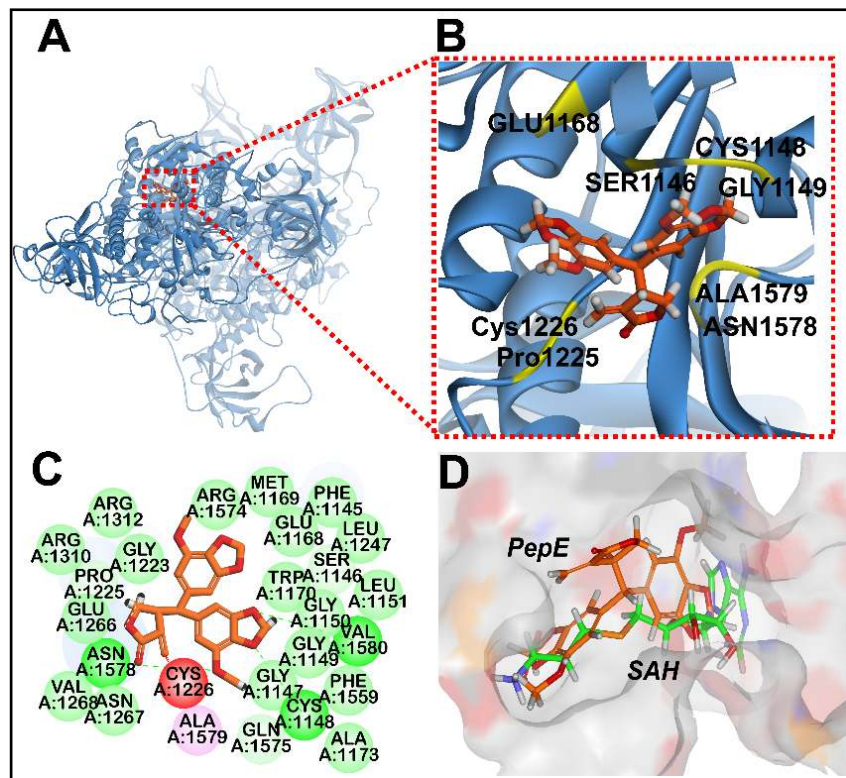 A
B
GLU1168
CYS1148
SER1146
GLY1149
ALA1579
Cys1226
ASN1578
Pro1225
C
ARG
A:1312
ARG
A:1574
MET
A:1169
PHE
A:1145
ARG
A:1310
GLY
A:1223
GLU
A:1168
LEU
A:1247
PRO
A:1225
SER
A:1146
TRP
A:1170
LEU
A:1151
GLU
A:1266
GLY
A:1150
VAL
A:1580
ASN
A:1578
GLY
A:1149
CYS
A:1226
GLY
A:1147
PHE
A:1559
VAL
A:1268
ASN
A:1267
CYS
A:1148
ALA
A:1579
GLN
A:1575
ALA
A:1173
D
PepE
SAH